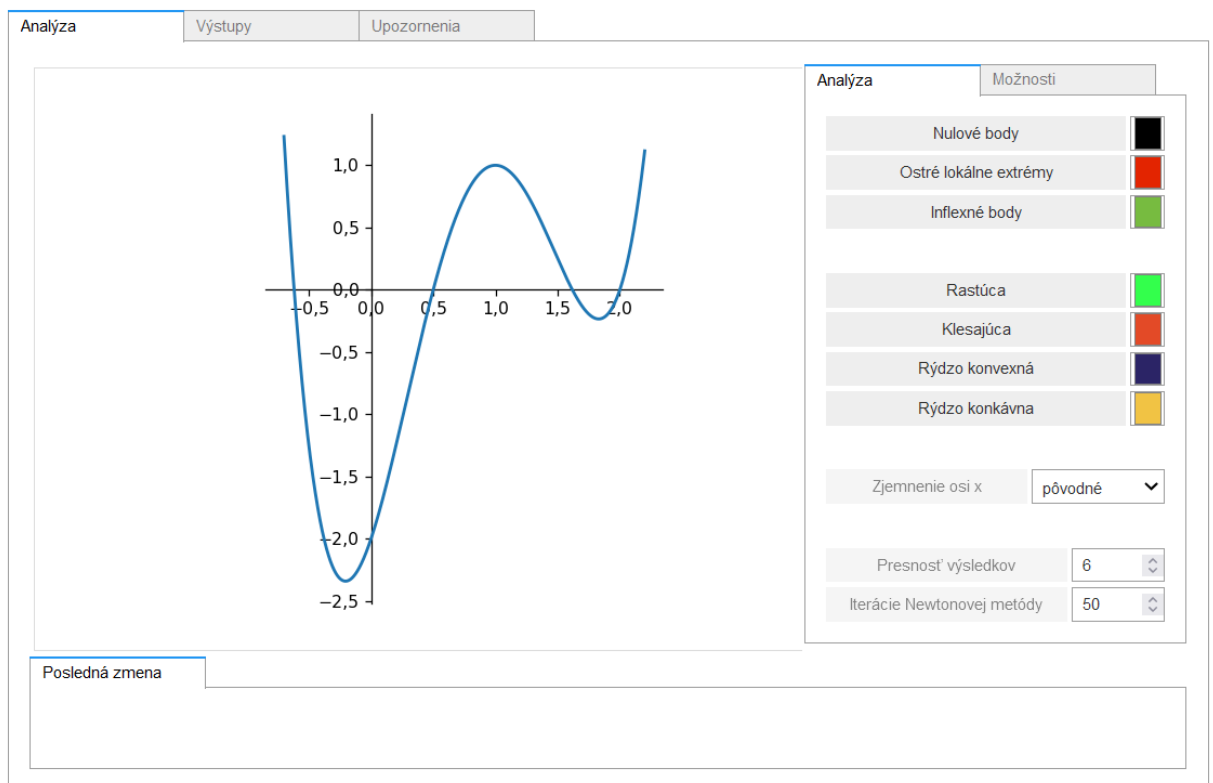 Analýza Výstupy Upozornenia
Analýza Možnosti
Nulové body
Ostré lokálne extrémy
Inflexné body
Rastúca
Klesajúca
Rýdzo konvexná
Rýdzo konkávna
Zjemnenie osi x pôvodné
Presnosť výsledkov 6
Iterácie Newtonovej metódy 50
1,0
0,5
0,0
−0,5 0,0 0,5 1,0 1,5 2,0
−0,5
−1,0
−1,5
−2,0
−2,5
Posledná zmena